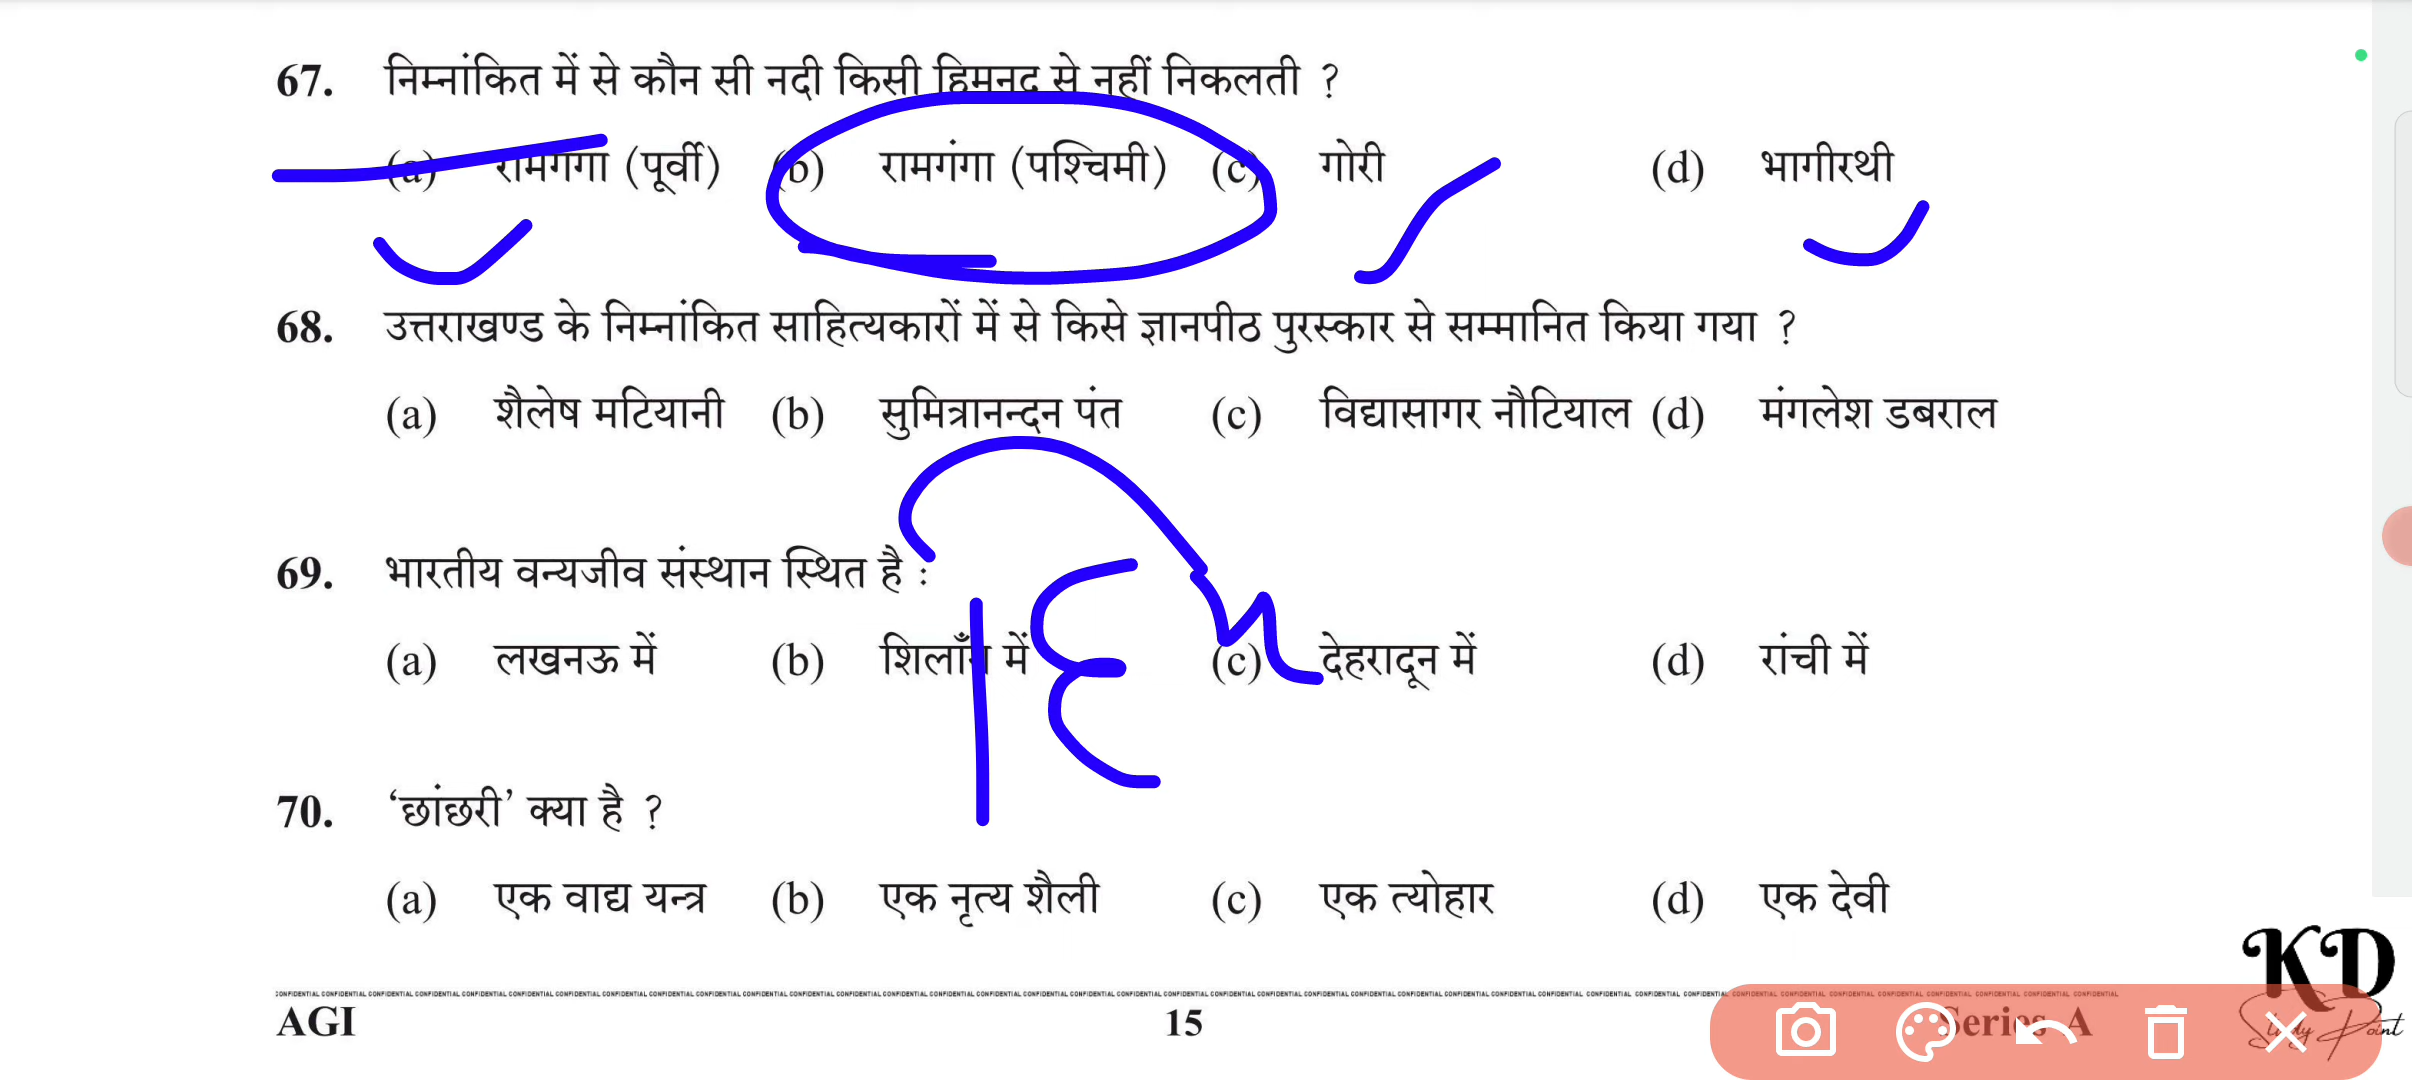 67. निम्नांकित में से कौन सी नदी किसी हिमनद से नहीं निकलती ?
(a) रामगंगा (पूर्वी) (b) रामगंगा (पश्चिमी) (c) गोरी (d) भागीरथी
68. उत्तराखण्ड के निम्नांकित साहित्यकारों में से किसे ज्ञानपीठ पुरस्कार से सम्मानित किया गया ?
(a) शैलेष मटियानी (b) सुमित्रानन्दन पंत (c) विद्यासागर नौटियाल (d) मंगलेश डबराल
69. भारतीय वन्यजीव संस्थान स्थित है :
(a) लखनऊ में (b) शिलाँग में (c) देहरादून में (d) रांची में
70. ‘छांछरी’ क्या है ?
(a) एक वाद्य यन्त्र (b) एक नृत्य शैली (c) एक त्योहार (d) एक देवी
AGI 15 Series A
KD
Study Point